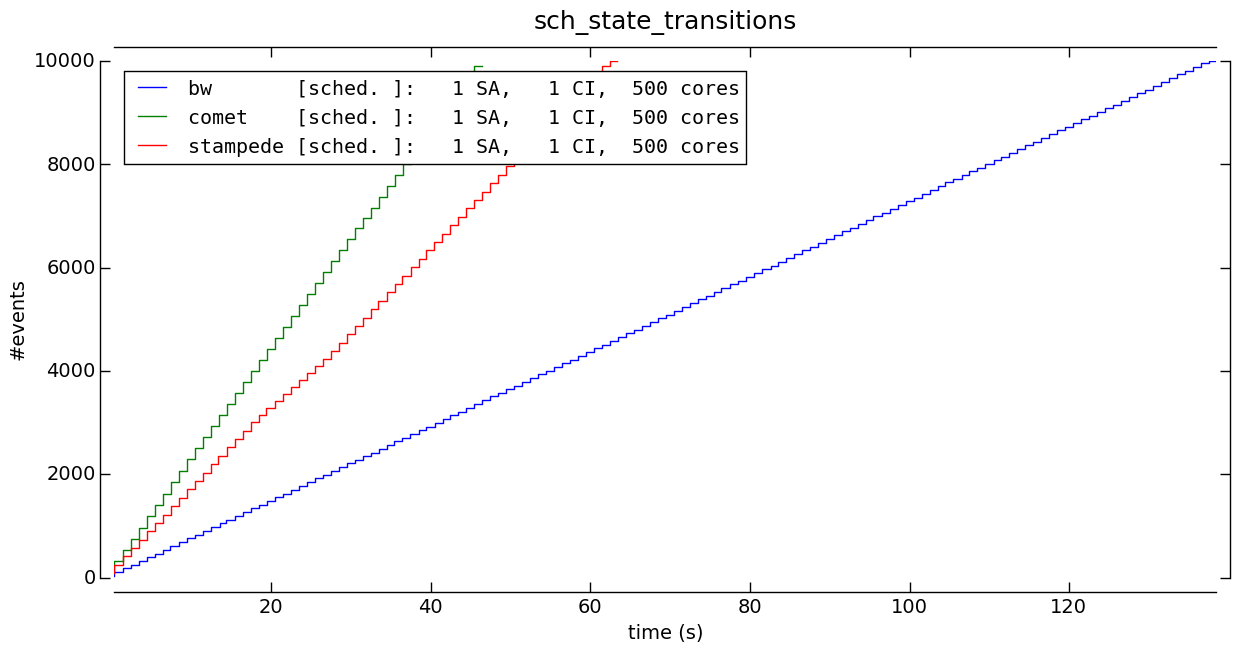 sch_state_transitions
10000
8000
6000
4000
2000
0
#events
bw       [sched. ]:   1 SA,   1 CI,  500 cores
comet    [sched. ]:   1 SA,   1 CI,  500 cores
stampede [sched. ]:   1 SA,   1 CI,  500 cores
20 40 60 80 100 120
time (s)